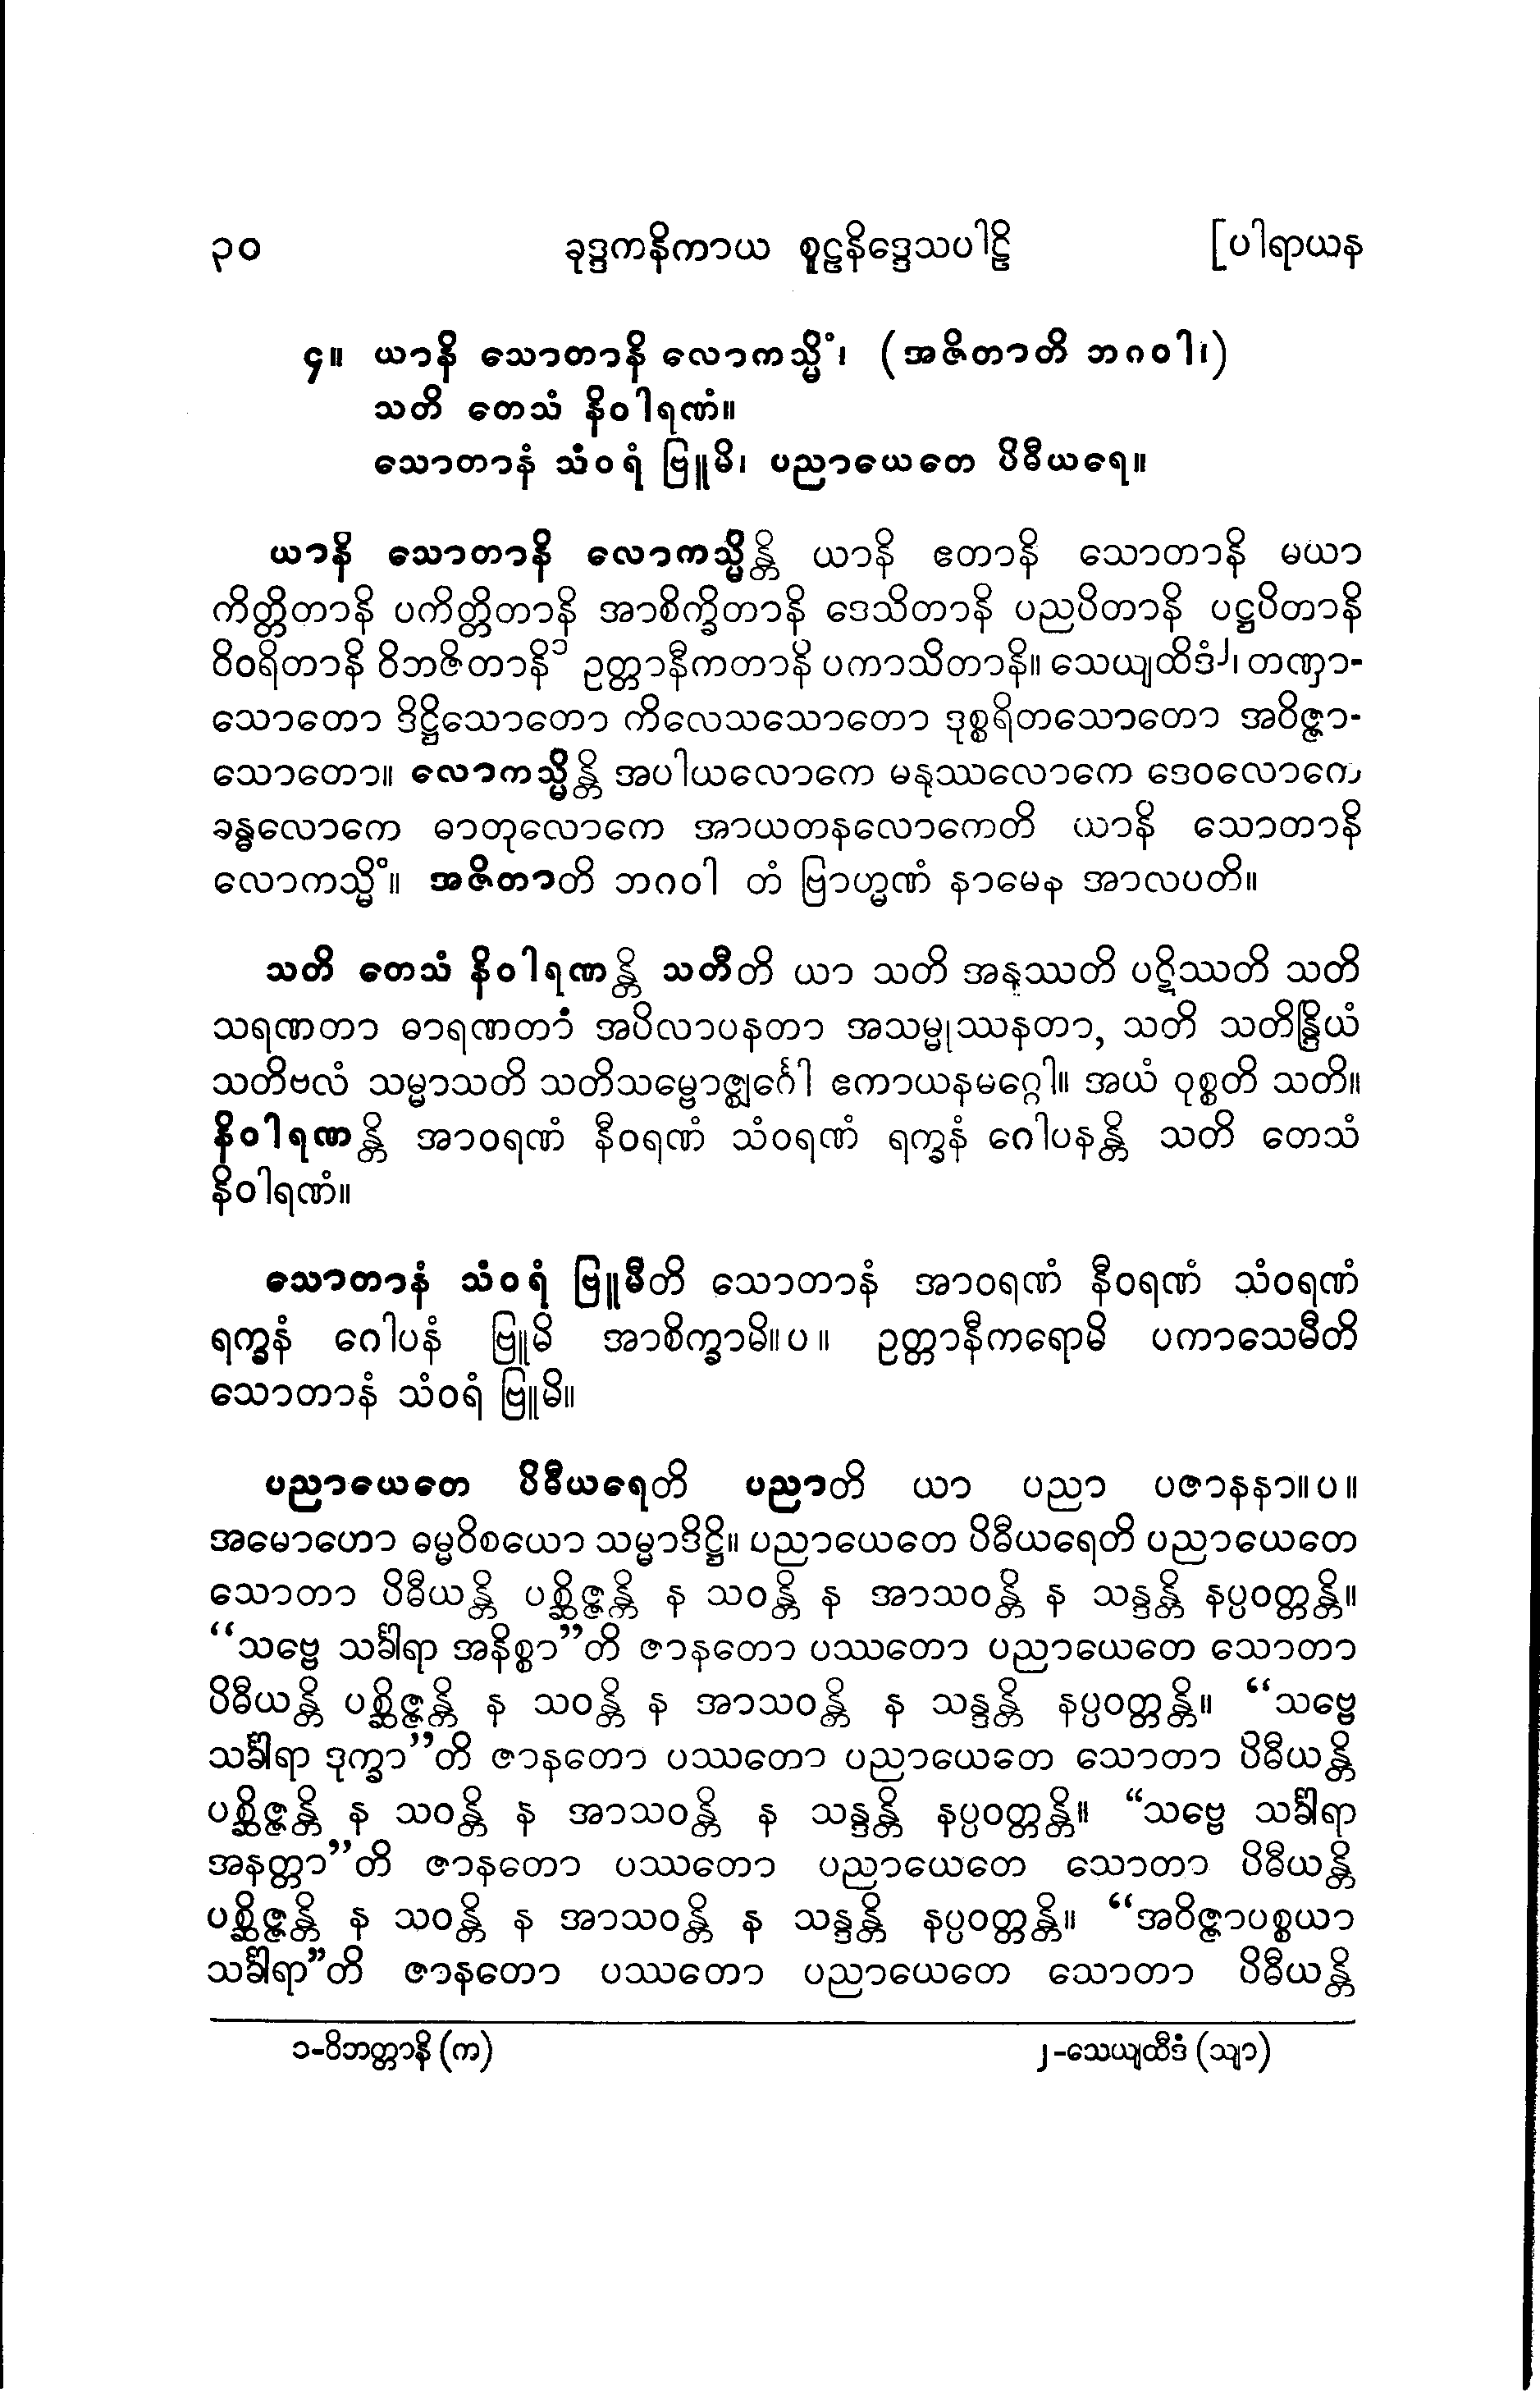 ၃၀ ခုဒ္ဒကနိကာယ စူဠနိဒ္ဒေသပါဠိ [ပါရာယန
၄။ ယာနိ သောတာနိ လောကသ္မိံ၊ (အဇိတာတိ ဘဂဝါ၊)
သတိ တေသံ နိဝါရဏံ။
သောတာနံ သံဝရံ ဗြူမိ၊ ပညာယေတေ ပိဓီယရေ။
ယာနိ သောတာနိ လောကသ္မိန္တိ ယာနိ ဧတာနိ သောတာနိ မယာ
ကိတ္တိတာနိ ပကိတ္တိတာနိ အာစိက္ခိတာနိ ဒေသိတာနိ ပညပိတာနိ ပဋ္ဌပိတာနိ
ဝိဝရိတာနိ ဝိဘဇိတာနိ၁ ဥတ္တာနီကတာနိ ပကာသိတာနိ။ သေယျထိဒံ၂၊ တဏှာ-
သောတော ဒိဋ္ဌိသောတော ကိလေသသောတော ဒုစ္စရိတသောတော အဝိဇ္ဇာ-
သောတော။ လောကသ္မိန္တိ အပါယလောကေ မနုဿလောကေ ဒေဝလောကေ
ခန္ဓလောကေ ဓာတုလောကေ အာယတနလောကေတိ ယာနိ သောတာနိ
လောကသ္မိံ။ အဇိတာတိ ဘဂဝါ တံ ဗြာဟ္မဏံ နာမေန အာလပတိ။
သတိ တေသံ နိဝါရဏန္တိ သတီတိ ယာ သတိ အနုဿတိ ပဋိဿတိ သတိ
သရဏတာ ဓာရဏတာ အပိလာပနတာ အသမ္မုဿနတာ, သတိ သတိန္ဒြိယံ
သတိဗလံ သမ္မာသတိ သတိသမ္ဗောဇ္ဈင်္ဂေါ ဧကာယနမဂ္ဂေါ။ အယံ ဝုစ္စတိ သတိ။
နိဝါရဏန္တိ အာဝရဏံ နီဝရဏံ သံဝရဏံ ရက္ခနံ ဂေါပနန္တိ သတိ တေသံ
နိဝါရဏံ။
သောတာနံ သံဝရံ ဗြူမီတိ သောတာနံ အာဝရဏံ နီဝရဏံ သံဝရဏံ
ရက္ခနံ ဂေါပနံ ဗြူမိ အာစိက္ခာမိ။ပ။ ဥတ္တာနီကရောမိ ပကာသေမီတိ
သောတာနံ သံဝရံ ဗြူမိ။
ပညာယေတေ ပိဓီယရေတိ ပညာတိ ယာ ပညာ ပဇာနနာ။ပ။
အမောဟော ဓမ္မဝိစယော သမ္မာဒိဋ္ဌိ။ ပညာယေတေ ပိဓီယရေတိ ပညာယေတေ
သောတာ ပိဓီယန္တိ ပစ္ဆိဇ္ဇန္တိ န သဝန္တိ န အာသဝန္တိ န သန္ဒန္တိ နပ္ပဝတ္တန္တိ။
“သဗ္ဗေ သင်္ခါရာ အနိစ္စာ”တိ ဇာနတော ပဿတော ပညာယေတေ သောတာ
ပိဓီယန္တိ ပစ္ဆိဇ္ဇန္တိ န သဝန္တိ န အာသဝန္တိ န သန္ဒန္တိ နပ္ပဝတ္တန္တိ။ “သဗ္ဗေ
သင်္ခါရာ ဒုက္ခာ”တိ ဇာနတော ပဿတော ပညာယေတေ သောတာ ပိဓီယန္တိ
ပစ္ဆိဇ္ဇန္တိ န သဝန္တိ န အာသဝန္တိ န သန္ဒန္တိ နပ္ပဝတ္တန္တိ။ “သဗ္ဗေ သင်္ခါရာ
အနတ္တာ”တိ ဇာနတော ပဿတော ပညာယေတေ သောတာ ပိဓီယန္တိ
ပစ္ဆိဇ္ဇန္တိ န သဝန္တိ န အာသဝန္တိ န သန္ဒန္တိ နပ္ပဝတ္တန္တိ။ “အဝိဇ္ဇာပစ္စယာ
သင်္ခါရာ”တိ ဇာနတော ပဿတော ပညာယေတေ သောတာ ပိဓီယန္တိ
၁-ဝိဘတ္တာနိ (က) ၂-သေယျထီဒံ (သျာ)